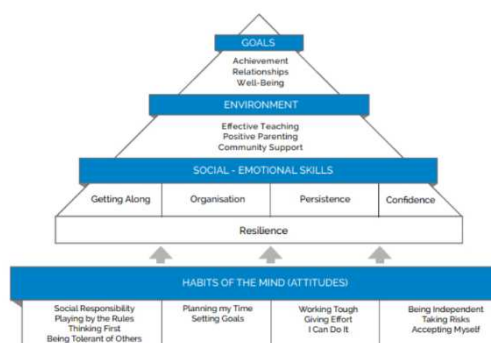 GOALS
Achievement
Relationships
Well-Being
ENVIRONMENT
Effective Teaching
Positive Parenting
Community Support
SOCIAL - EMOTIONAL SKILLS
Getting Along
Organisation
Persistence
Confidence
Resilience
HABITS OF THE MIND (ATTITUDES)
Social Responsibility
Playing by the Rules
Thinking First
Being Tolerant of Others
Planning my Time
Setting Goals
Working Tough
Giving Effort
I Can Do It
Being Independent
Taking Risks
Accepting Myself